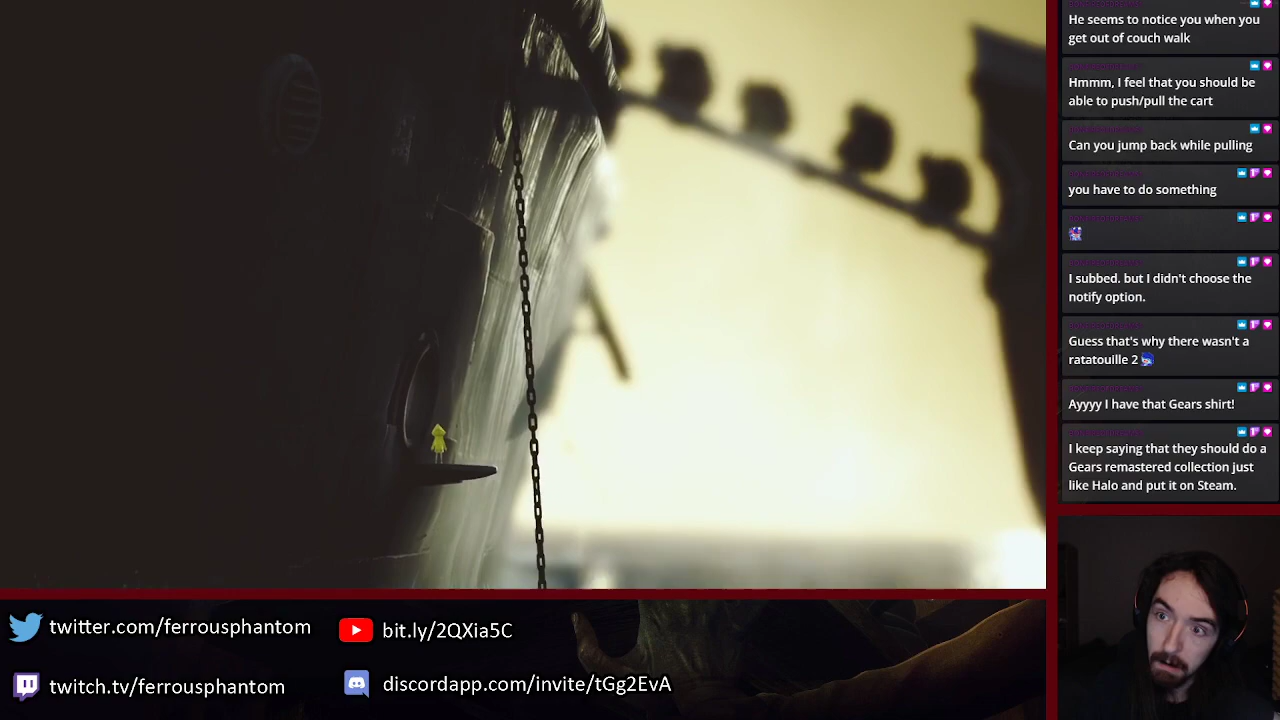 He seems to notice you when you
get out of couch walk
Hmmm, I feel that you should be
able to push/pull the cart
Can you jump back while pulling
you have to do something
I subbed. but I didn't choose the
notify option.
Guess that's why there wasn't a
ratatouille 2
Ayyyy I have that Gears shirt!
I keep saying that they should do a
Gears remastered collection just
like Halo and put it on Steam.
twitter.com/ferrousphantom
bit.ly/2QXia5C
twitch.tv/ferrousphantom
discordapp.com/invite/tGg2EvA